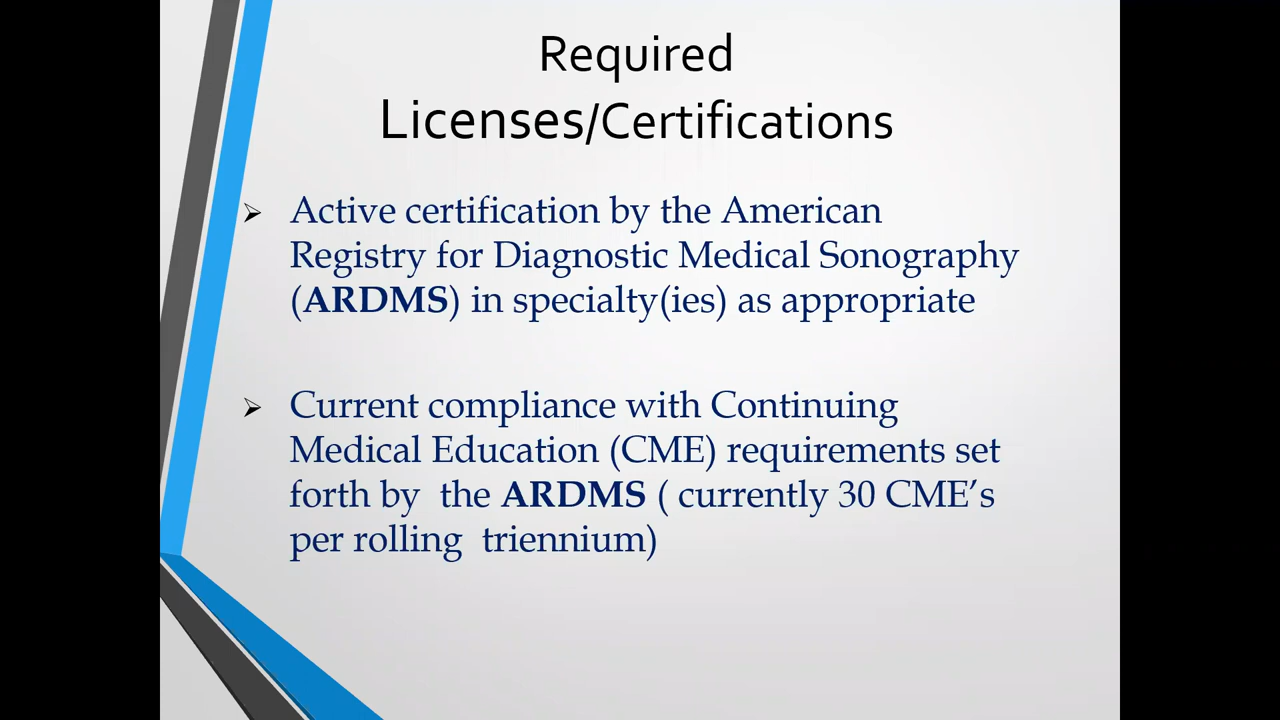 Required
Licenses/Certifications
Active certification by the American
Registry for Diagnostic Medical Sonography
(ARDMS) in specialty(ies) as appropriate
Current compliance with Continuing
Medical Education (CME) requirements set
forth by  the ARDMS ( currently 30 CME’s
per rolling  triennium)